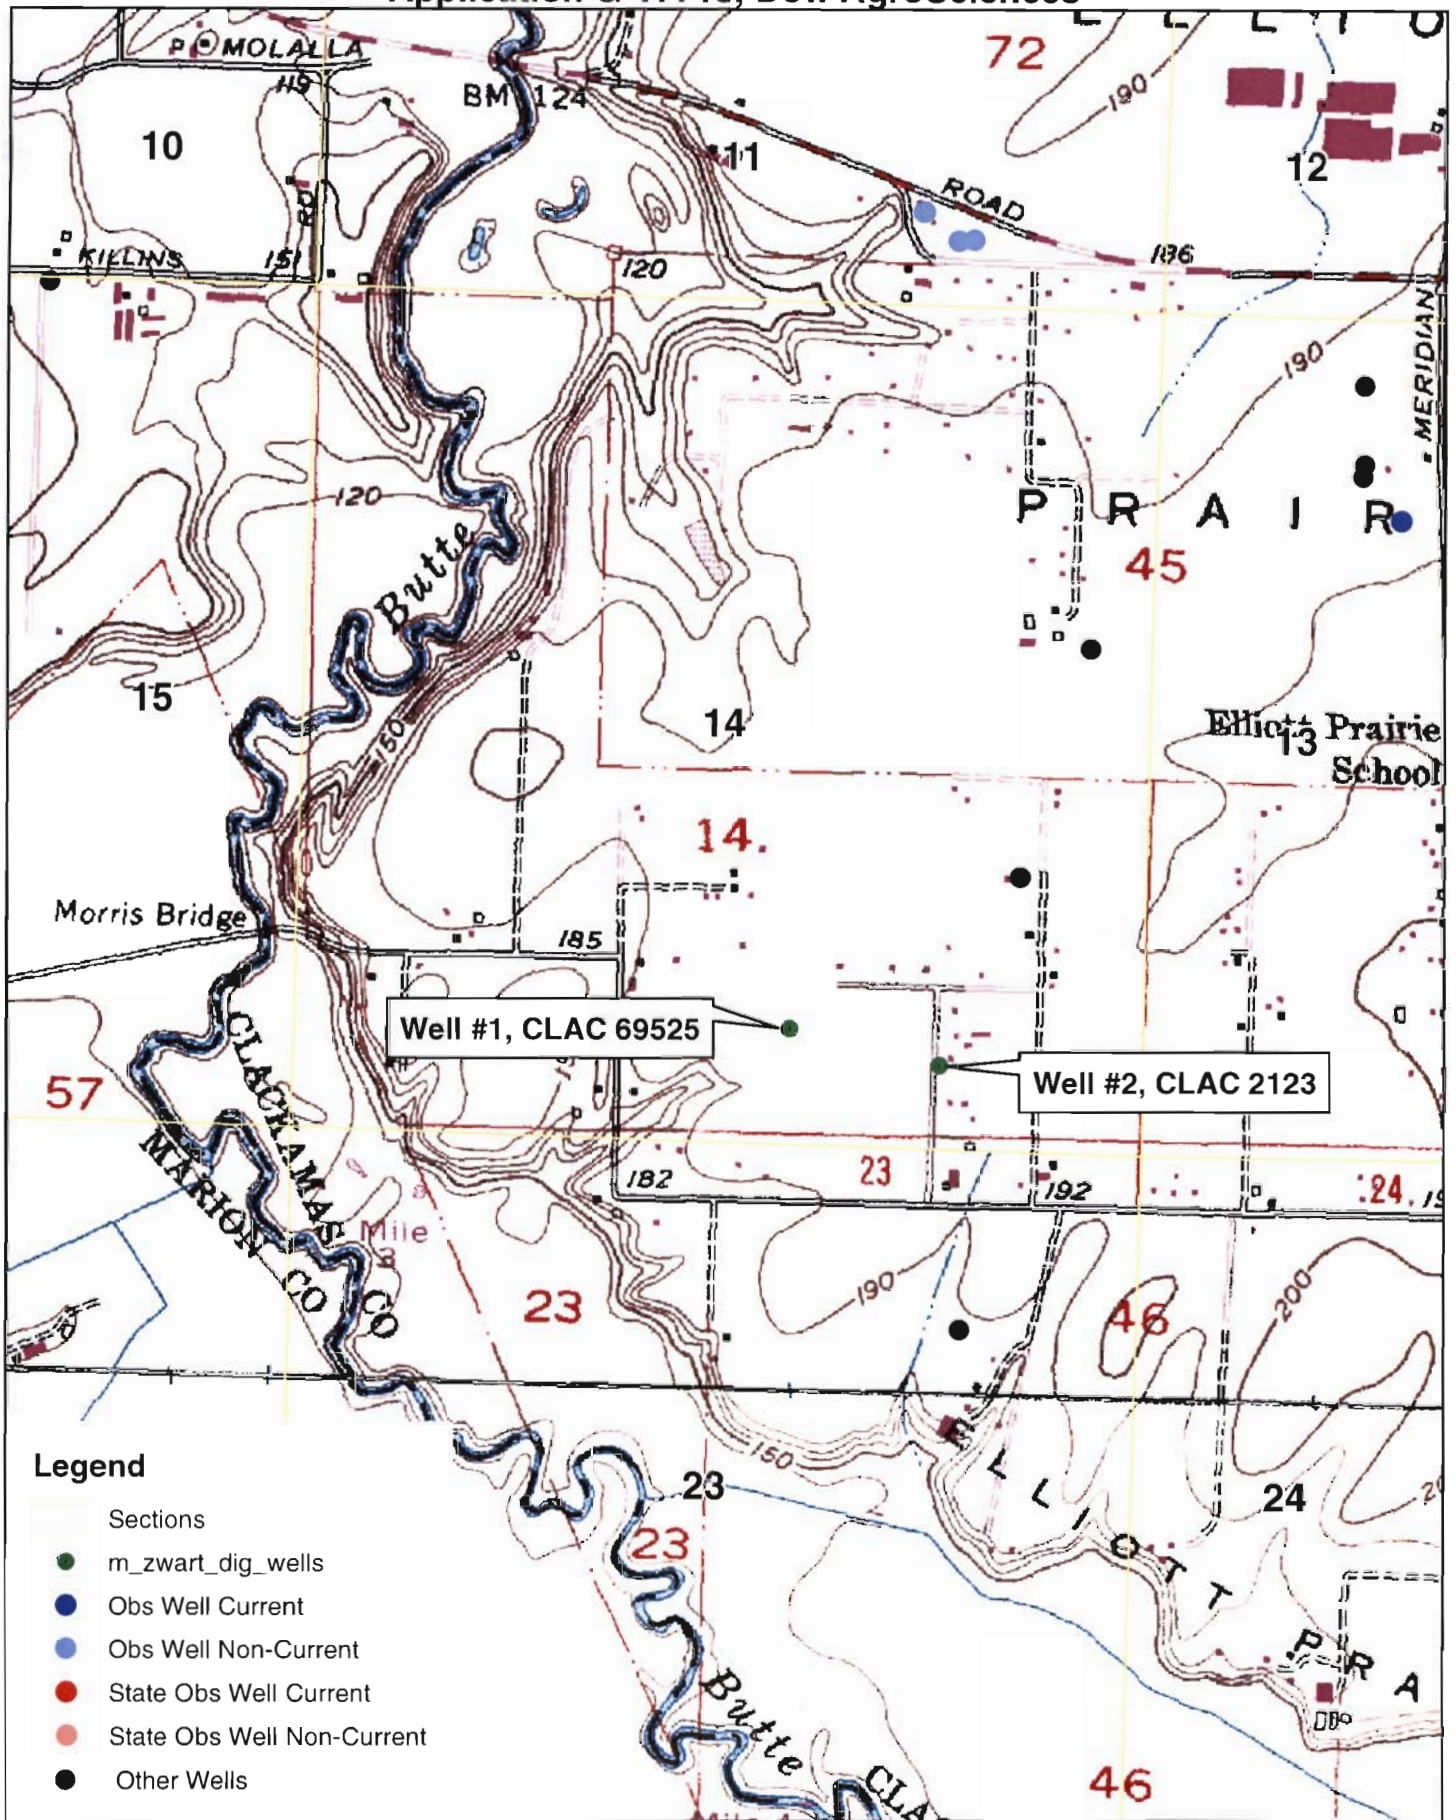 72
MOLALLA
119
BM 124
190
10
11
12
ROAD
RD
KILLINS
151
120
186
MERIDIAN
190
120
P R A I R
45
Butte
15
150
14
Elliott Prairie
13
School
14
Morris Bridge
185
Well #1, CLAC 69525
Well #2, CLAC 2123
57
CLACKAMAS CO
MARION CO
182
23
192
24
Mile
3
23
190
46
200
150
23
24
23
E L L I O T T
P R A
Butte
46
Legend
Sections
m_zwart_dig_wells
Obs Well Current
Obs Well Non-Current
State Obs Well Current
State Obs Well Non-Current
Other Wells